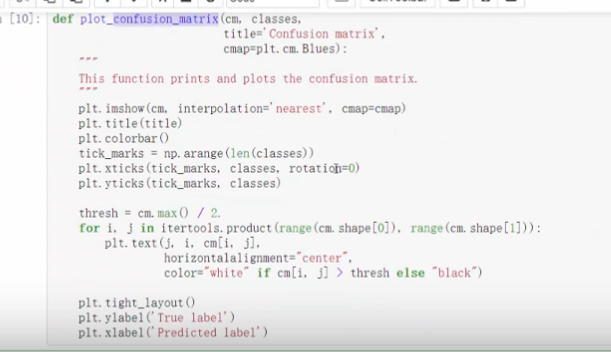 [10]: def plot_confusion_matrix(cm, classes,
title='Confusion matrix',
cmap=plt.cm.Blues):
"""
This function prints and plots the confusion matrix.
"""
plt.imshow(cm, interpolation='nearest', cmap=cmap)
plt.title(title)
plt.colorbar()
tick_marks = np.arange(len(classes))
plt.xticks(tick_marks, classes, rotation=0)
plt.yticks(tick_marks, classes)
thresh = cm.max() / 2.
for i, j in itertools.product(range(cm.shape[0]), range(cm.shape[1])):
plt.text(j, i, cm[i, j],
horizontalalignment="center",
color="white" if cm[i, j] > thresh else "black")
plt.tight_layout()
plt.ylabel('True label')
plt.xlabel('Predicted label')